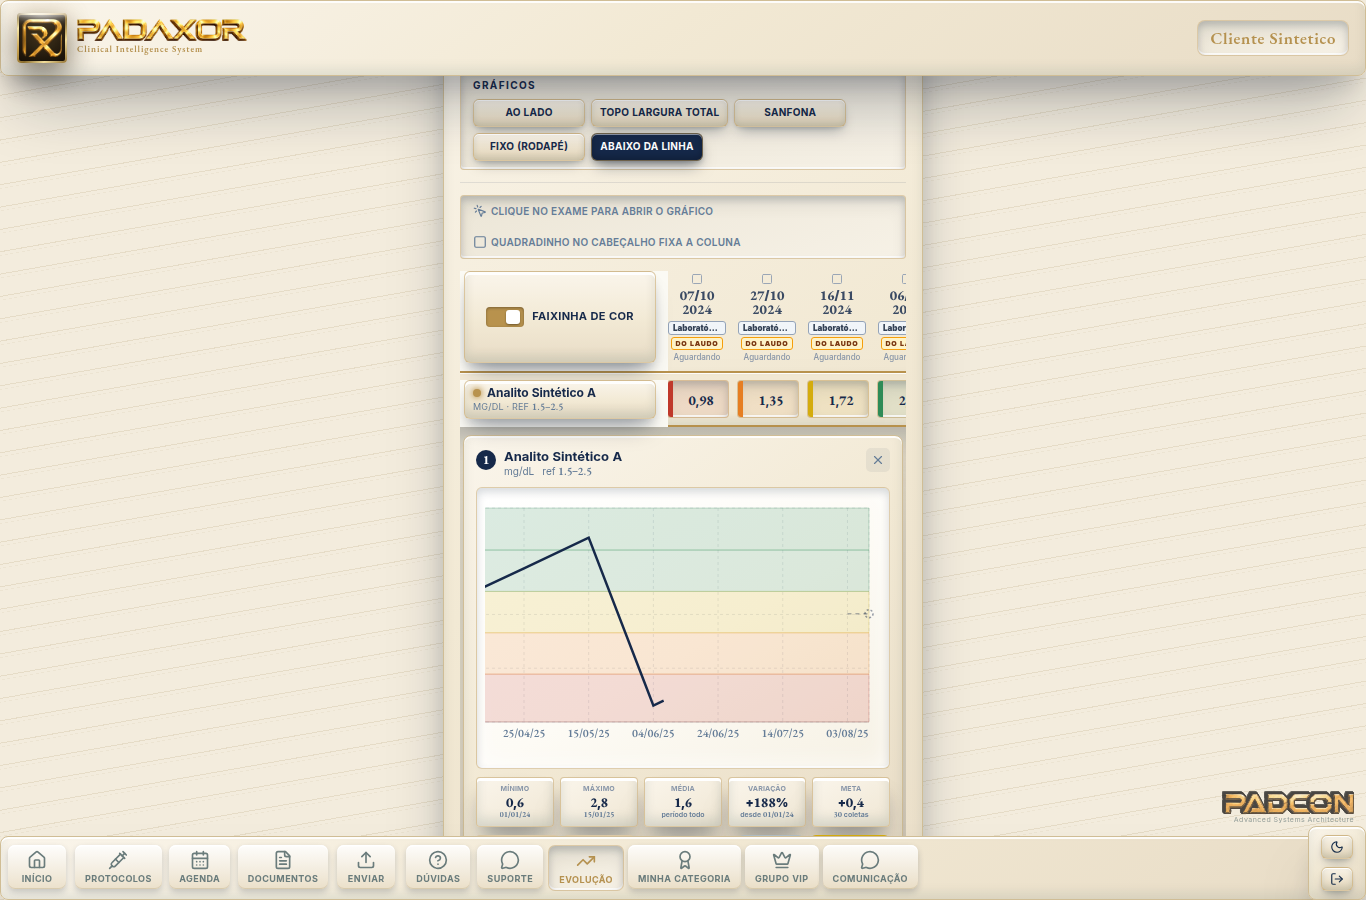 PADAXOR
Clinical Intelligence System
Cliente Sintetico
GRÁFICOS
AO LADO
TOPO LARGURA TOTAL
SANFONA
FIXO (RODAPÉ)
ABAIXO DA LINHA
CLIQUE NO EXAME PARA ABRIR O GRÁFICO
QUADRADINHO NO CABEÇALHO FIXA A COLUNA
FAIXINHA DE COR
07/10 2024
Laborató...
DO LAUDO
Aguardando
27/10 2024
Laborató...
DO LAUDO
Aguardando
16/11 2024
Laborató...
DO LAUDO
Aguardando
Analito Sintético A
MG/DL · REF 1.5–2.5
0,98
1,35
1,72
1
Analito Sintético A
mg/dL ref 1.5–2.5
25/04/25
15/05/25
04/06/25
24/06/25
14/07/25
03/08/25
MÍNIMO
0,6
01/01/24
MÁXIMO
2,8
15/01/25
MÉDIA
1,6
período todo
VARIAÇÃO
+188%
desde 01/01/24
META
+0,4
30 coletas
PADCON
Advanced Systems Architecture
INÍCIO
PROTOCOLOS
AGENDA
DOCUMENTOS
ENVIAR
DÚVIDAS
SUPORTE
EVOLUÇÃO
MINHA CATEGORIA
GRUPO VIP
COMUNICAÇÃO